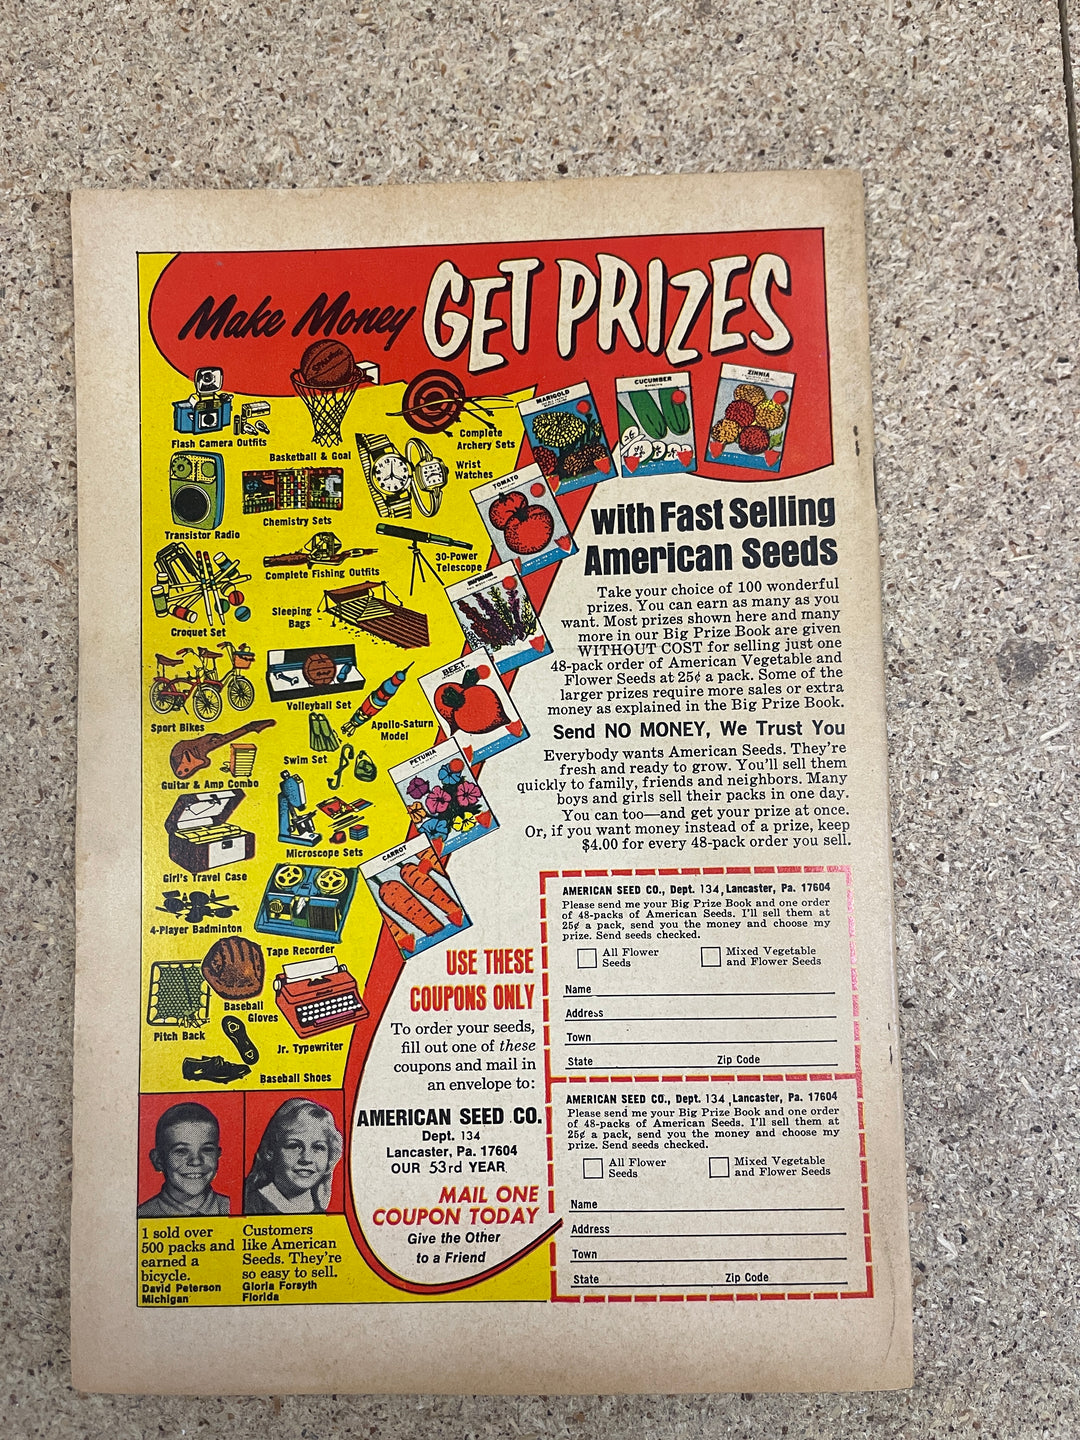 Make Money GET PRIZES
SPALDING
Flash Camera Outfits
Basketball & Goal
Complete
Archery Sets
Wrist
Watches
Transistor Radio
Chemistry Sets
30-Power
Telescope
Complete Fishing Outfits
Croquet Set
Sleeping
Bags
Sport Bikes
Volleyball Set
Apollo-Saturn
Model
Swim Set
Guitar & Amp Combo
Microscope Sets
Girl's Travel Case
4-Player Badminton
Tape Recorder
Baseball
Gloves
Pitch Back
Jr. Typewriter
Baseball Shoes
MARIGOLD
CUCUMBER
ZINNIA
TOMATO
BEET
PETUNIA
CARROT
with Fast Selling
American Seeds
Take your choice of 100 wonderful
prizes. You can earn as many as you
want. Most prizes shown here and many
more in our Big Prize Book are given
WITHOUT COST for selling just one
48-pack order of American Vegetable and
Flower Seeds at 25¢ a pack. Some of the
larger prizes require more sales or extra
money as explained in the Big Prize Book.
Send NO MONEY, We Trust You
Everybody wants American Seeds. They're
fresh and ready to grow. You'll sell them
quickly to family, friends and neighbors. Many
boys and girls sell their packs in one day.
You can too—and get your prize at once.
Or, if you want money instead of a prize, keep
$4.00 for every 48-pack order you sell.
USE THESE
COUPONS ONLY
To order your seeds,
fill out one of these
coupons and mail in
an envelope to:
AMERICAN SEED CO.
Dept. 134
Lancaster, Pa. 17604
OUR 53rd YEAR
MAIL ONE
COUPON TODAY
Give the Other
to a Friend
AMERICAN SEED CO., Dept. 134, Lancaster, Pa. 17604
Please send me your Big Prize Book and one order
of 48-packs of American Seeds. I'll sell them at
25¢ a pack, send you the money and choose my
prize. Send seeds checked.
All Flower
Seeds
Mixed Vegetable
and Flower Seeds
Name
Address
Town
State Zip Code
AMERICAN SEED CO., Dept. 134, Lancaster, Pa. 17604
Please send me your Big Prize Book and one order
of 48-packs of American Seeds. I'll sell them at
25¢ a pack, send you the money and choose my
prize. Send seeds checked.
All Flower
Seeds
Mixed Vegetable
and Flower Seeds
Name
Address
Town
State Zip Code
1 sold over
500 packs and
earned a
bicycle.
David Peterson
Michigan
Customers
like American
Seeds. They're
so easy to sell.
Gloria Forsyth
Florida